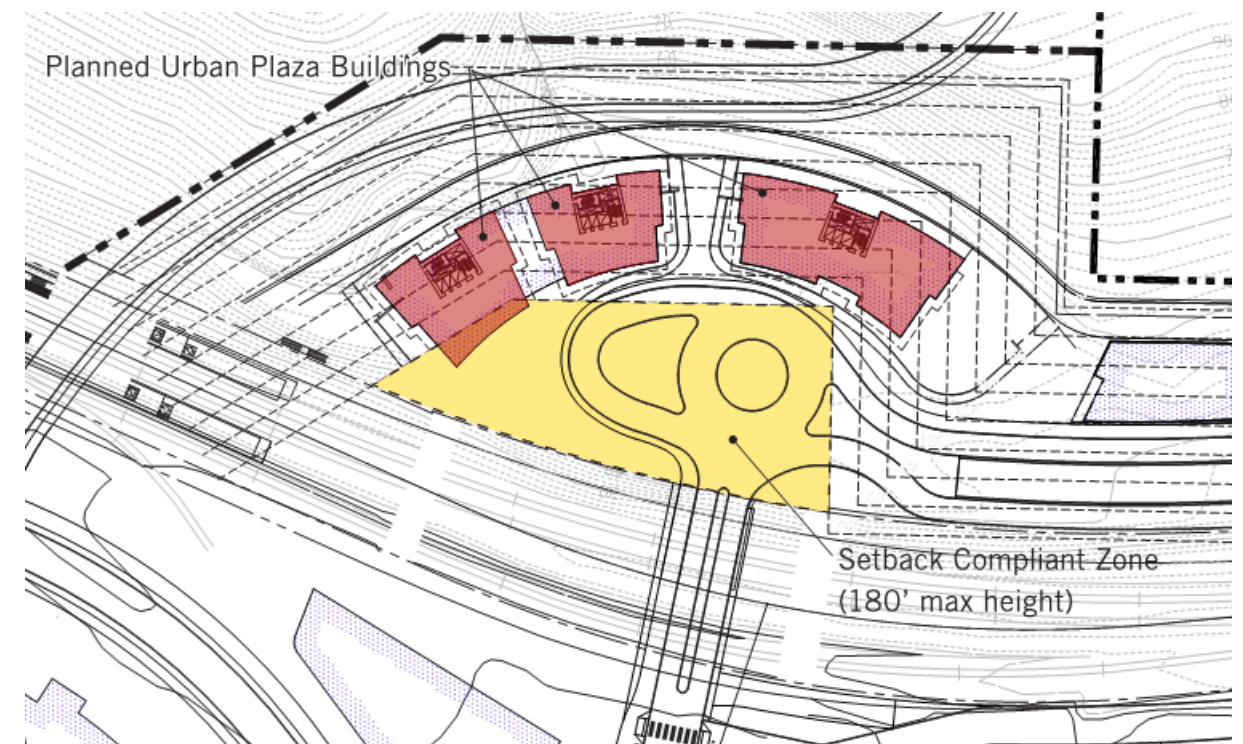 Planned Urban Plaza Buildings
Setback Compliant Zone
(180’ max height)